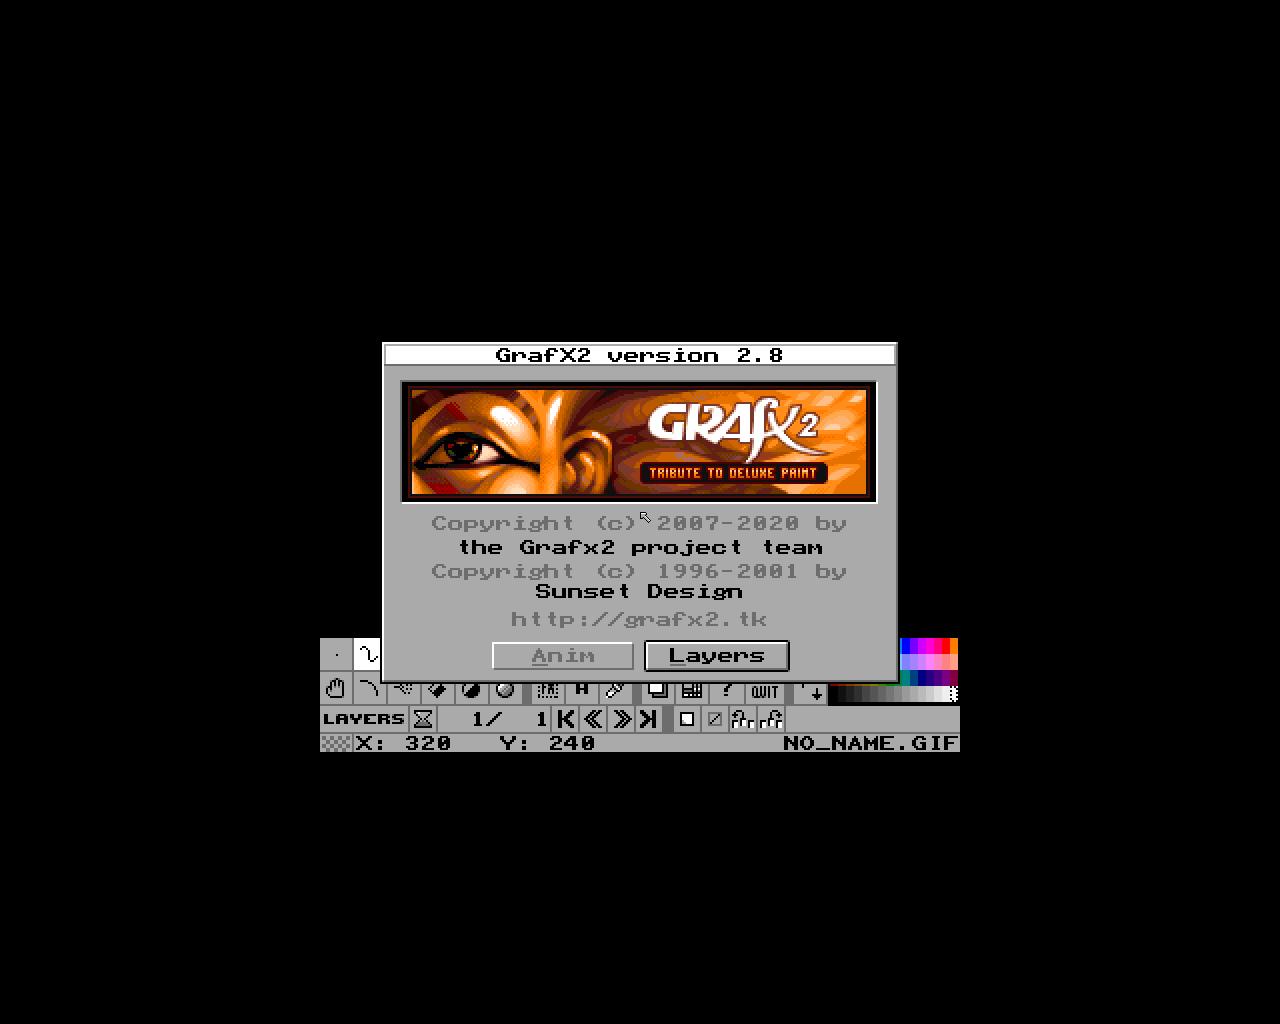 GrafX2 version 2.8
GRAFX2
TRIBUTE TO DELUXE PAINT
Copyright (c) 2007-2020 by
the Grafx2 project team
Copyright (c) 1996-2001 by
Sunset Design
http://grafx2.tk
Anim Layers
? QUIT
LAYERS 1/ 1
X: 320 Y: 240 NO_NAME.GIF